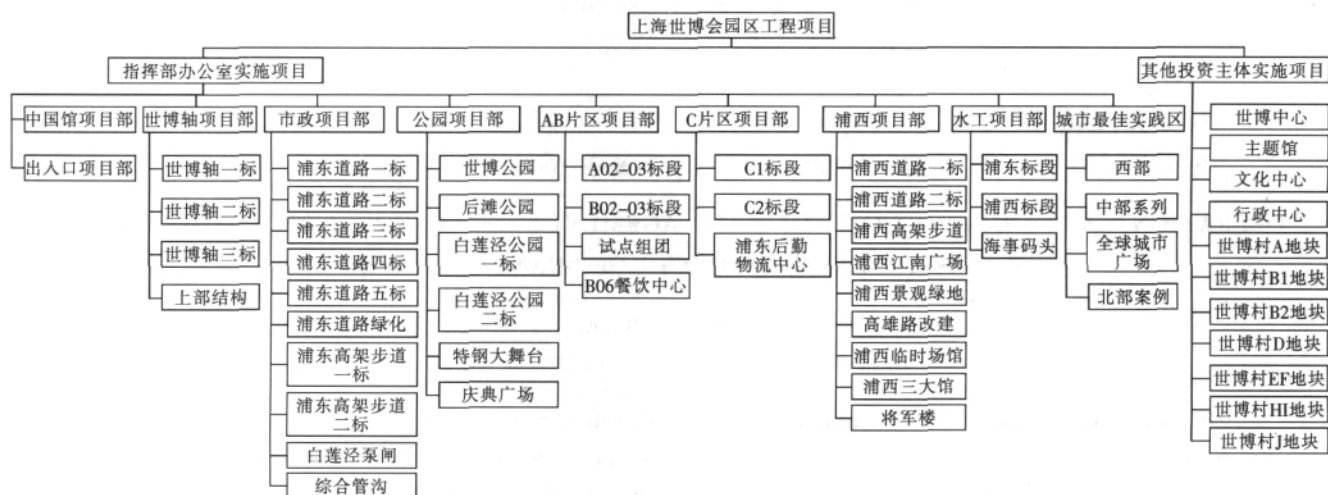 上海世博会园区工程项目
指挥部办公室实施项目
其他投资主体实施项目
中国馆项目部
出入口项目部
世博轴项目部
世博轴一标
世博轴二标
世博轴三标
上部结构
市政项目部
浦东道路一标
浦东道路二标
浦东道路三标
浦东道路四标
浦东道路五标
浦东道路绿化
浦东高架步道
一标
浦东高架步道
二标
白莲泾泵闸
综合管沟
公园项目部
世博公园
后滩公园
白莲泾公园
一标
白莲泾公园
二标
特钢大舞台
庆典广场
AB片区项目部
A02-03标段
B02-03标段
试点组团
B06餐饮中心
C片区项目部
C1标段
C2标段
浦东后勤
物流中心
浦西项目部
浦西道路一标
浦西道路二标
浦西高架步道
浦西江南广场
浦西景观绿地
高雄路改建
浦西临时场馆
浦西三大馆
将军楼
水工项目部
浦东标段
浦西标段
海事码头
城市最佳实践区
西部
中部系列
全球城市
广场
北部案例
世博中心
主题馆
文化中心
行政中心
世博村A地块
世博村B1地块
世博村B2地块
世博村D地块
世博村EF地块
世博村HI地块
世博村J地块